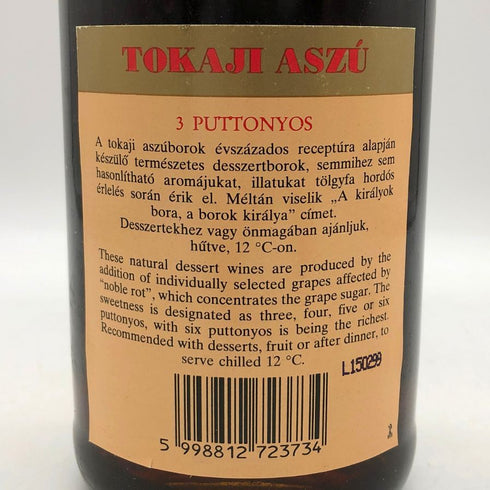 TOKAJI ASZÚ
3 PUTTONYOS
A tokaji aszúborok évszázados receptúra alapján
készülő természetes desszertborok, semmihez sem
hasonlítható aromájukat, illatukat tölgyfa hordós
érlelés során érik el. Méltán viselik „A királyok
bora, a borok királya” címet.
Desszertekhez vagy önmagában ajánljuk,
hűtve, 12 °C-on.
These natural dessert wines are produced by the
addition of individually selected grapes affected by
"noble rot", which concentrates the grape sugar. The
sweetness is designated as three, four, five or six
puttonyos, with six puttonyos is being the richest.
Recommended with desserts, fruit or after dinner, to
serve chilled 12 °C.
L150299
5 998812 723734